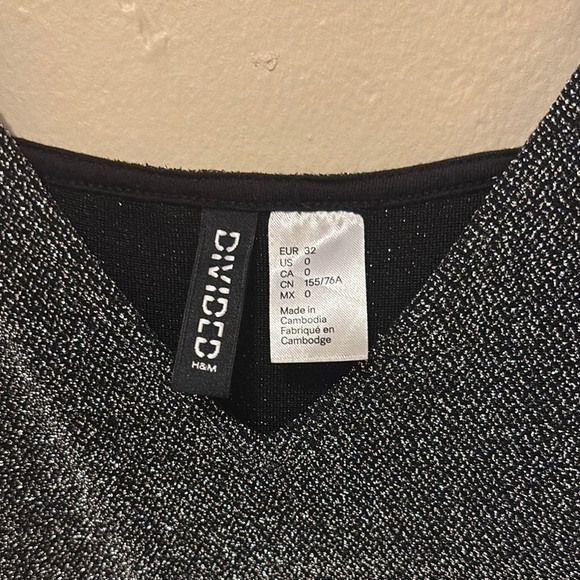 DIVIDED
H&M
EUR 32
US 0
CA 0
CN 155/76A
MX 0
Made in
Cambodia
Fabriqué en
Cambodge